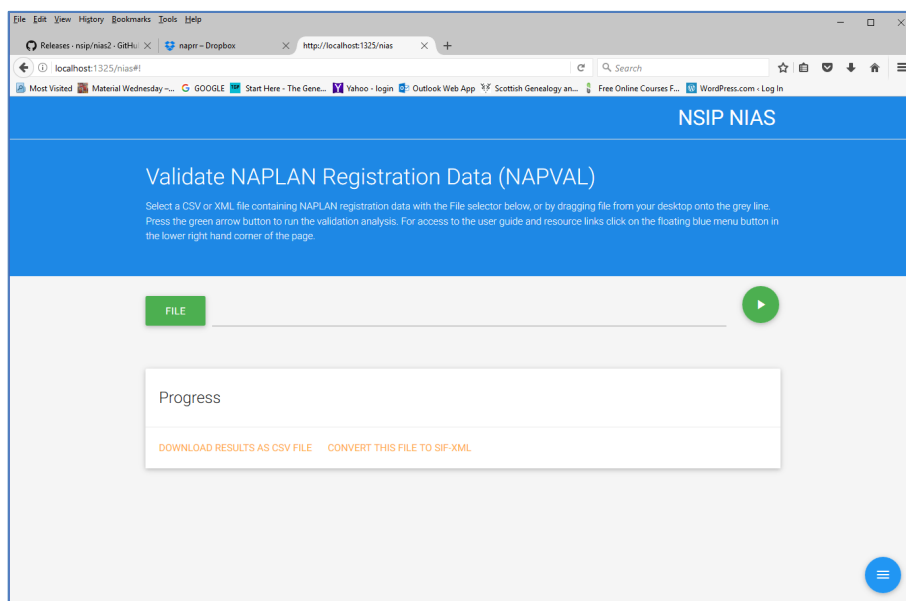 File Edit View History Bookmarks Tools Help
Releases · nsip/nias2 · GitHu
naprr – Dropbox
http://localhost:1325/nias
localhost:1325/nias#!
Search
Most Visited Material Wednesday –... GOOGLE Start Here - The Gene... Yahoo - login Outlook Web App Scottish Genealogy an... Free Online Courses F... WordPress.com ‹ Log In
NSIP NIAS
Validate NAPLAN Registration Data (NAPVAL)
Select a CSV or XML file containing NAPLAN registration data with the File selector below, or by dragging file from your desktop onto the grey line.
Press the green arrow button to run the validation analysis. For access to the user guide and resource links click on the floating blue menu button in
the lower right hand corner of the page.
FILE
Progress
DOWNLOAD RESULTS AS CSV FILE CONVERT THIS FILE TO SIF-XML